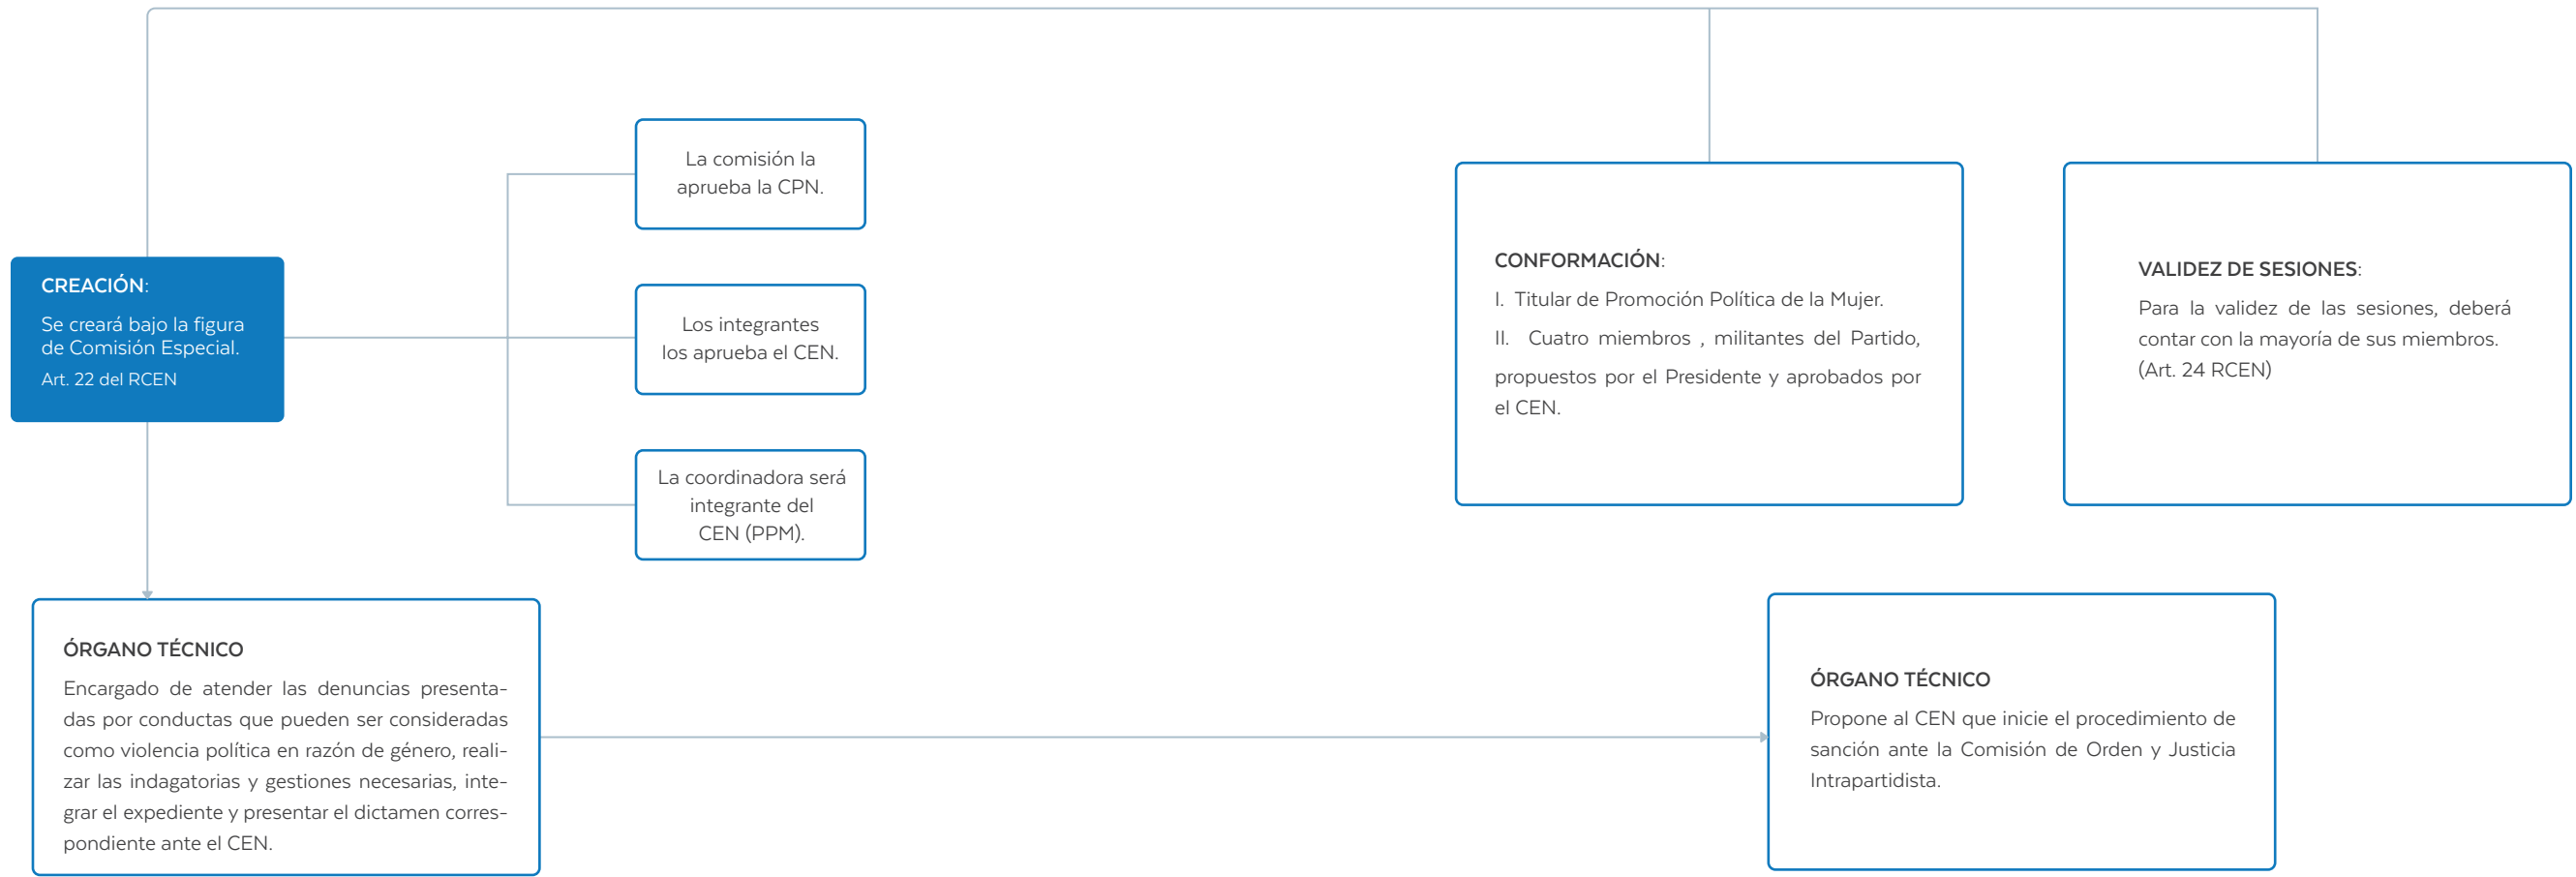 La comisión la
aprueba la CPN.
CREACIÓN:
Se creará bajo la figura
de Comisión Especial.
Art. 22 del RCEN
Los integrantes
los aprueba el CEN.
La coordinadora será
integrante del
CEN (PPM).
CONFORMACIÓN:
I. Titular de Promoción Política de la Mujer.
II. Cuatro miembros , militantes del Partido,
propuestos por el Presidente y aprobados por
el CEN.
VALIDEZ DE SESIONES:
Para la validez de las sesiones, deberá
contar con la mayoría de sus miembros.
(Art. 24 RCEN)
ÓRGANO TÉCNICO
Encargado de atender las denuncias presenta-
das por conductas que pueden ser consideradas
como violencia política en razón de género, reali-
zar las indagatorias y gestiones necesarias, inte-
grar el expediente y presentar el dictamen corres-
pondiente ante el CEN.
ÓRGANO TÉCNICO
Propone al CEN que inicie el procedimiento de
sanción ante la Comisión de Orden y Justicia
Intrapartidista.